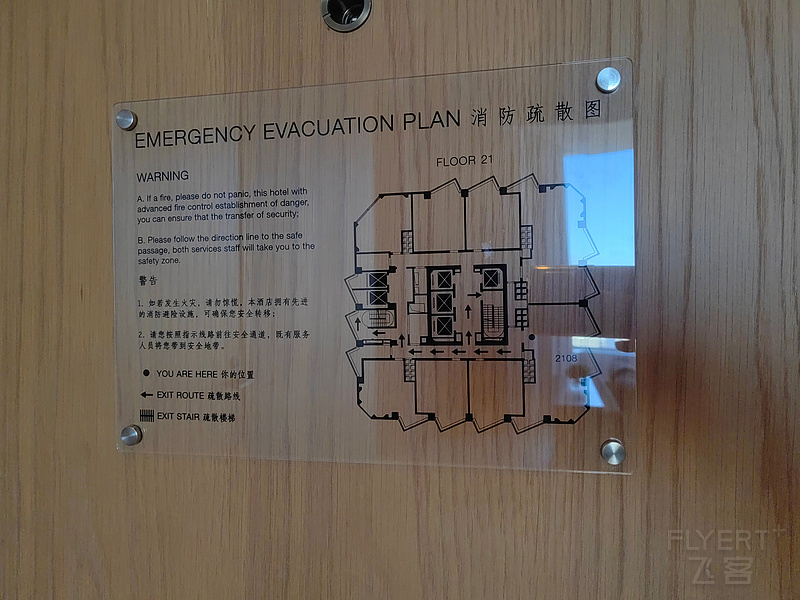 EMERGENCY EVACUATION PLAN 消防疏散图
FLOOR 21
WARNING
A. If a fire, please do not panic, this hotel with
advanced fire control establishment of danger,
you can ensure that the transfer of security;
B. Please follow the direction line to the safe
passage, both services staff will take you to the
safety zone.
警告
1. 如若发生火灾, 请勿惊慌, 本酒店拥有先进
的消防避险设施, 可确保您安全转移;
2. 请您按照指示线路前往安全通道, 既有服务
人员将您带到安全地带。
YOU ARE HERE 你的位置
EXIT ROUTE 疏散路线
EXIT STAIR 疏散楼梯
2108
FLYERT+
飞客